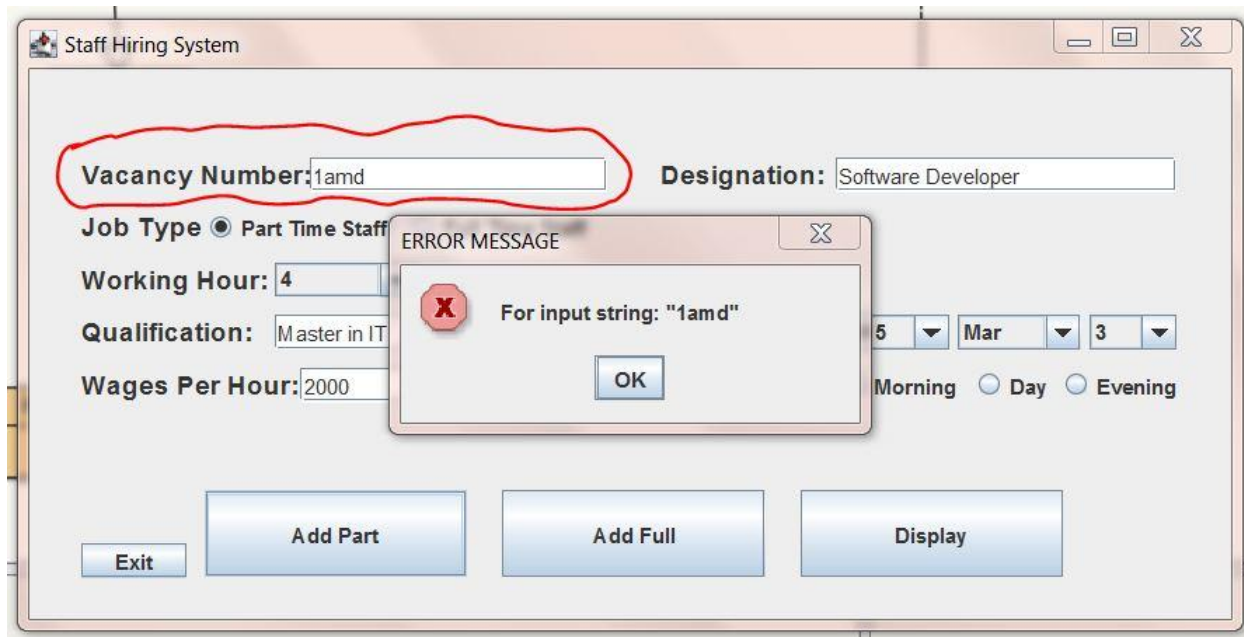 Staff Hiring System
Vacancy Number: 1amd Designation: Software Developer
Job Type Part Time Staff
ERROR MESSAGE
Working Hour: 4
For input string: "1amd"
Qualification: Master in IT 5 Mar 3
OK
Wages Per Hour: 2000 Morning Day Evening
Add Part Add Full Display
Exit